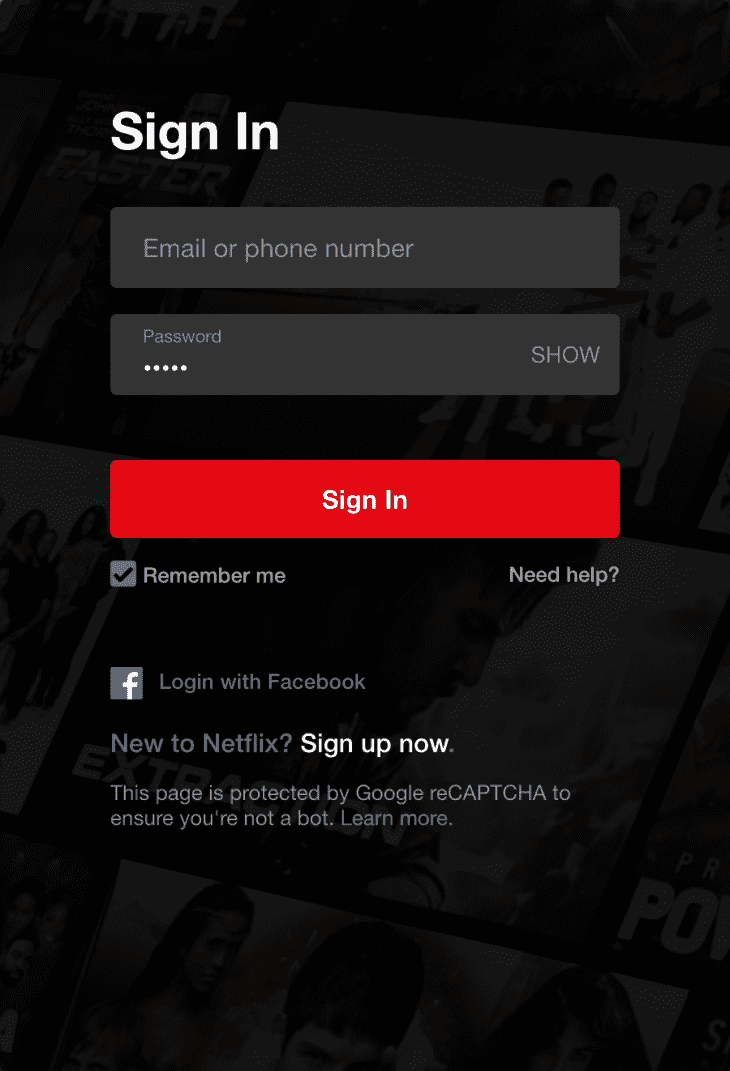 FASTER
Sign In
Email or phone number
Password
•••••
SHOW
Sign In
Remember me
Need help?
f
Login with Facebook
New to Netflix? Sign up now.
EXTRACTION
This page is protected by Google reCAPTCHA to
ensure you're not a bot. Learn more.